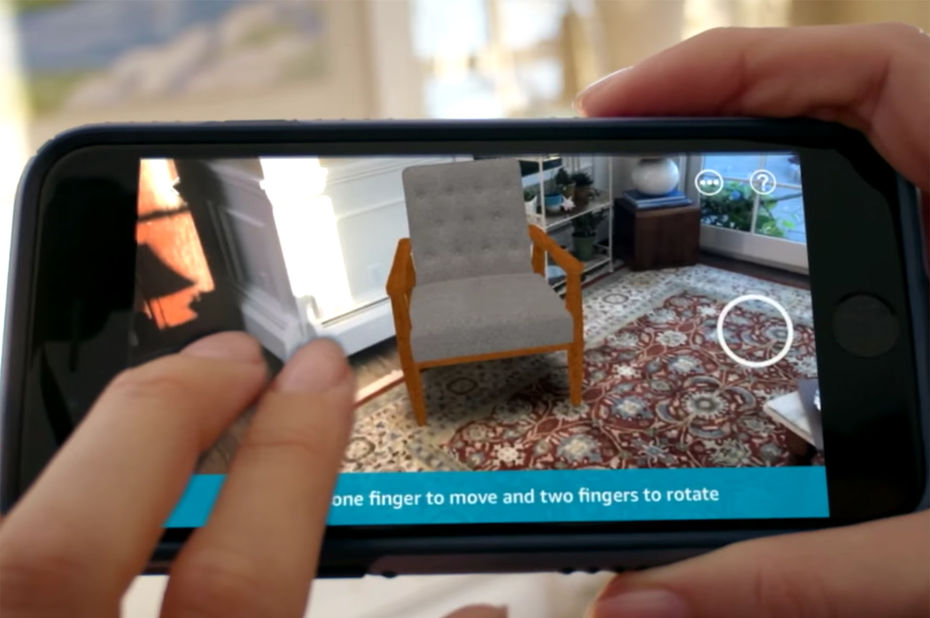 ?
one finger to move and two fingers to rotate